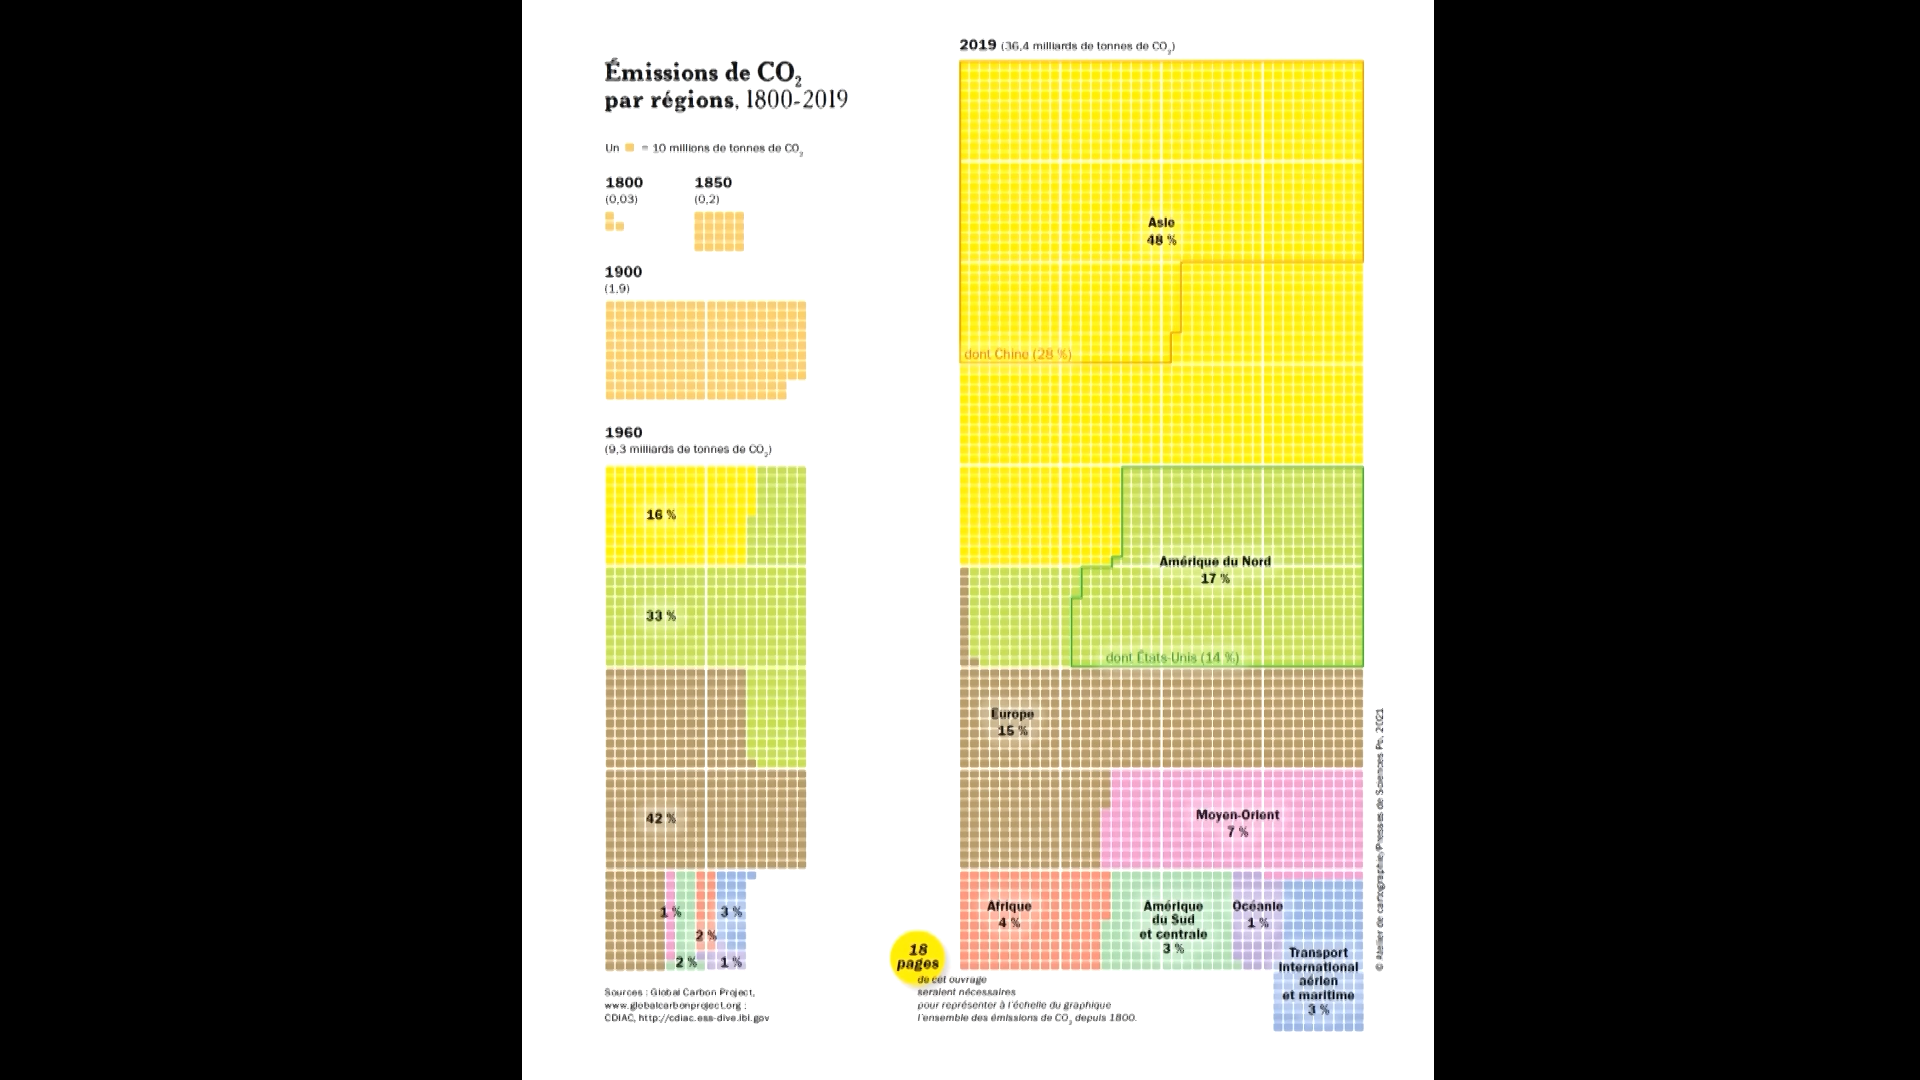 Émissions de CO₂
par régions, 1800-2019
Un = 10 millions de tonnes de CO₂
1800
(0,03)
1850
(0,2)
1900
(1,9)
1960
(9,3 milliards de tonnes de CO₂)
16 %
33 %
42 %
1 %
3 %
2 %
2 %
1 %
Sources : Global Carbon Project,
www.globalcarbonproject.org ;
CDIAC, http://cdiac.ess-dive.lbl.gov
2019 (36,4 milliards de tonnes de CO₂)
Asie
48 %
dont Chine (28 %)
Amérique du Nord
17 %
dont États-Unis (14 %)
Europe
15 %
Moyen-Orient
7 %
Afrique
4 %
Amérique
du Sud
et centrale
3 %
Océanie
1 %
Transport
international
aérien
et maritime
3 %
18
pages
de cet ouvrage
seraient nécessaires
pour représenter à l'échelle du graphique
l'ensemble des émissions de CO₂ depuis 1800.
© Atelier de cartographie/Presses de Sciences Po, 2021